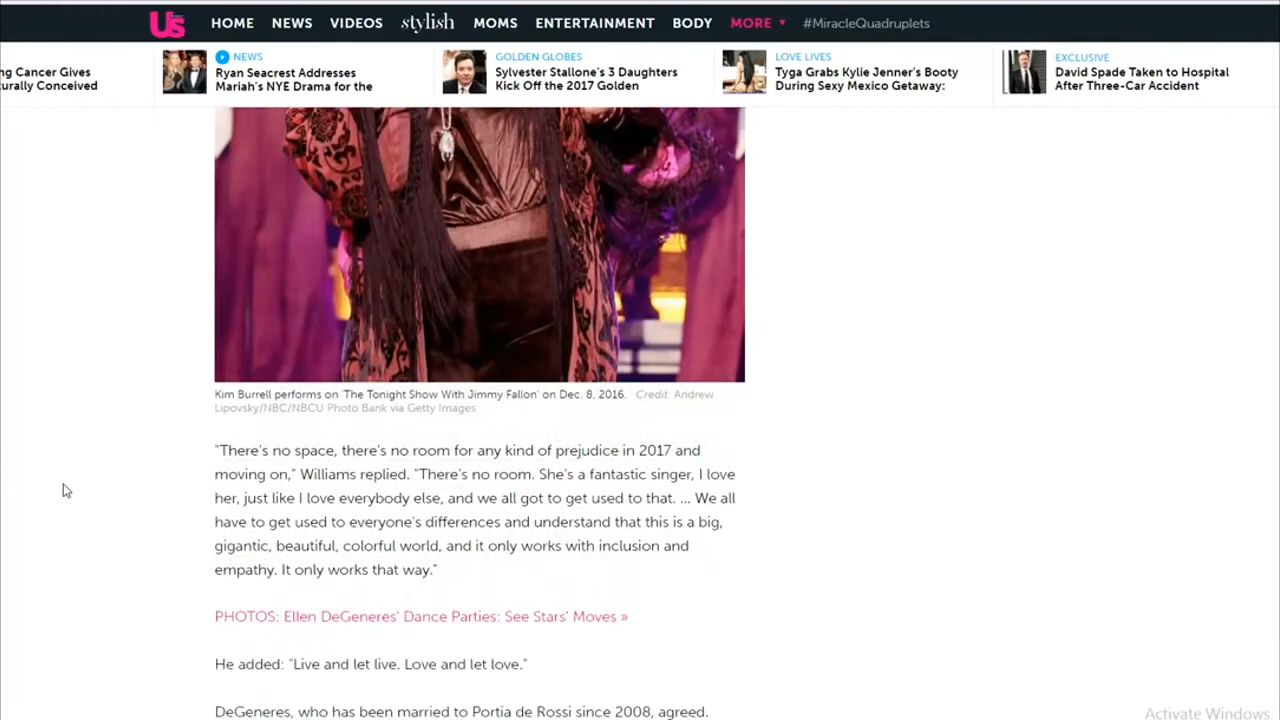 Us HOME NEWS VIDEOS stylish MOMS ENTERTAINMENT BODY MORE #MiracleQuadruplets
ng Cancer Gives
urally Conceived
NEWS
Ryan Seacrest Addresses
Mariah's NYE Drama for the
GOLDEN GLOBES
Sylvester Stallone's 3 Daughters
Kick Off the 2017 Golden
LOVE LIVES
Tyga Grabs Kylie Jenner's Booty
During Sexy Mexico Getaway:
EXCLUSIVE
David Spade Taken to Hospital
After Three-Car Accident
Kim Burrell performs on 'The Tonight Show With Jimmy Fallon' on Dec. 8, 2016. Credit: Andrew
Lipovsky/NBC/NBCU Photo Bank via Getty Images
"There's no space, there's no room for any kind of prejudice in 2017 and
moving on," Williams replied. "There's no room. She's a fantastic singer, I love
her, just like I love everybody else, and we all got to get used to that. ... We all
have to get used to everyone's differences and understand that this is a big,
gigantic, beautiful, colorful world, and it only works with inclusion and
empathy. It only works that way."
PHOTOS: Ellen DeGeneres' Dance Parties: See Stars' Moves »
He added: "Live and let live. Love and let love."
DeGeneres, who has been married to Portia de Rossi since 2008, agreed.
Activate Windows